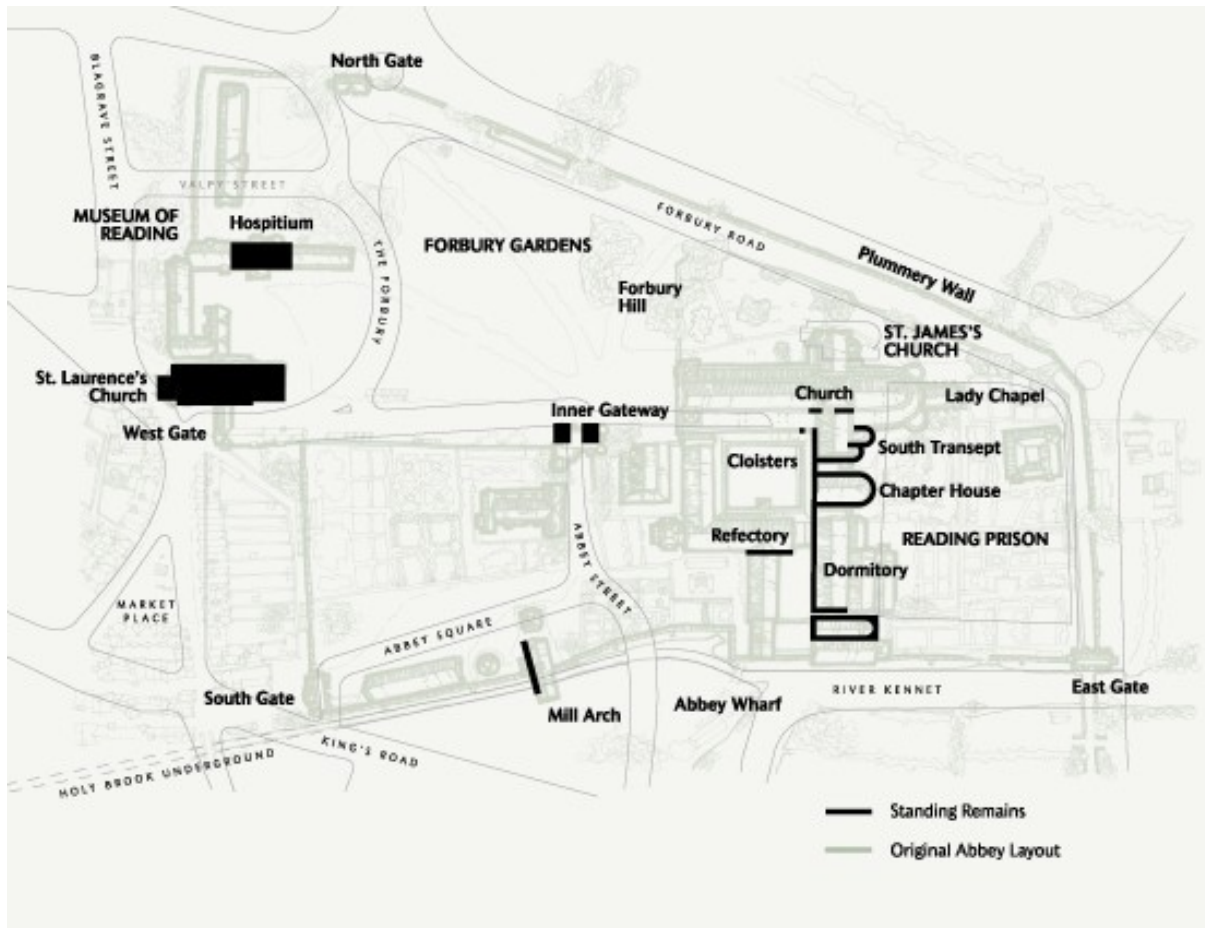 North Gate
BLAGRAVE STREET
VALPY STREET
MUSEUM OF
READING
Hospitium
THE FORBURY
FORBURY GARDENS
FORBURY ROAD
Plummery Wall
Forbury
Hill
ST. JAMES'S
CHURCH
St. Laurence's
Church
Church
Lady Chapel
West Gate
Inner Gateway
Cloisters
South Transept
Chapter House
Refectory
READING PRISON
Dormitory
ABBEY STREET
MARKET
PLACE
ABBEY SQUARE
South Gate
Mill Arch
Abbey Wharf
RIVER KENNET
East Gate
KING'S ROAD
HOLY BROOK UNDERGROUND
Standing Remains
Original Abbey Layout